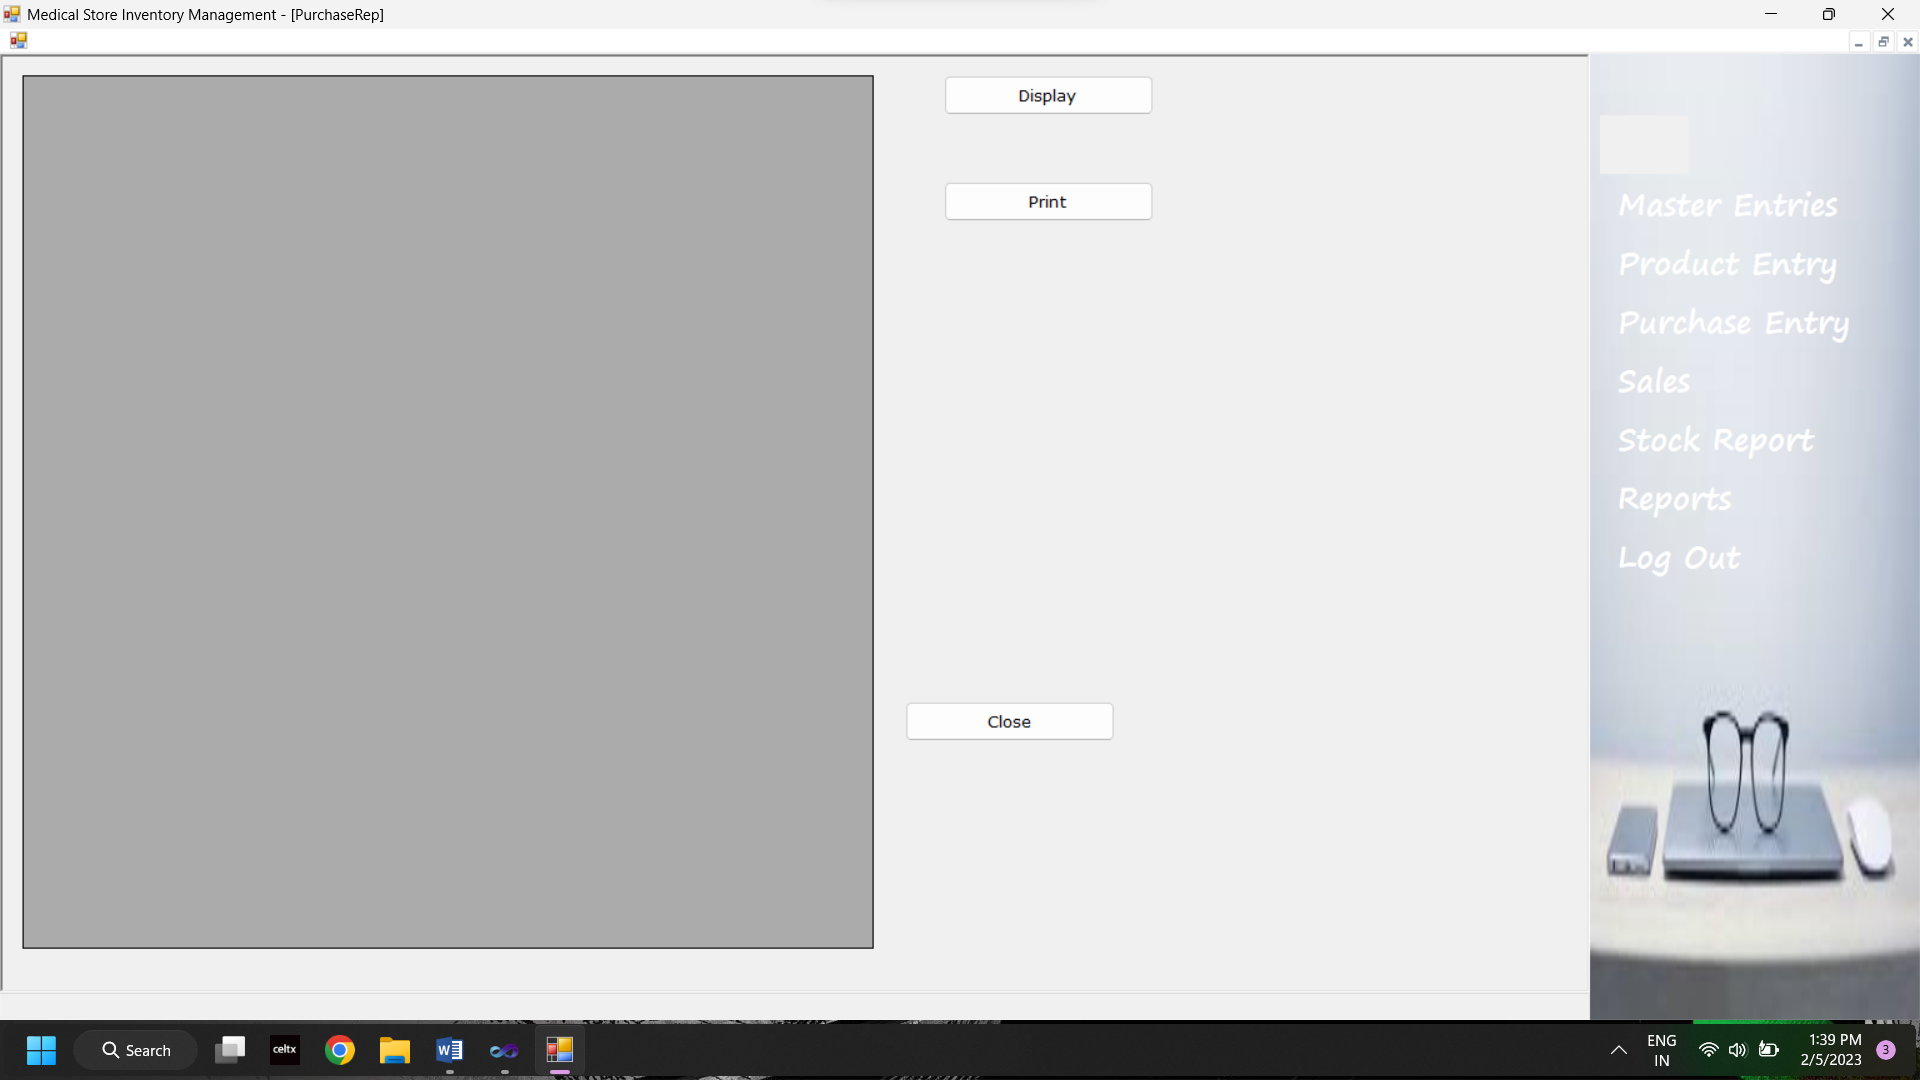 Medical Store Inventory Management - [PurchaseRep]
Display
Print
Close
Master Entries
Product Entry
Purchase Entry
Sales
Stock Report
Reports
Log Out
Search
celtx
W
ENG
IN
1:39 PM
2/5/2023
3